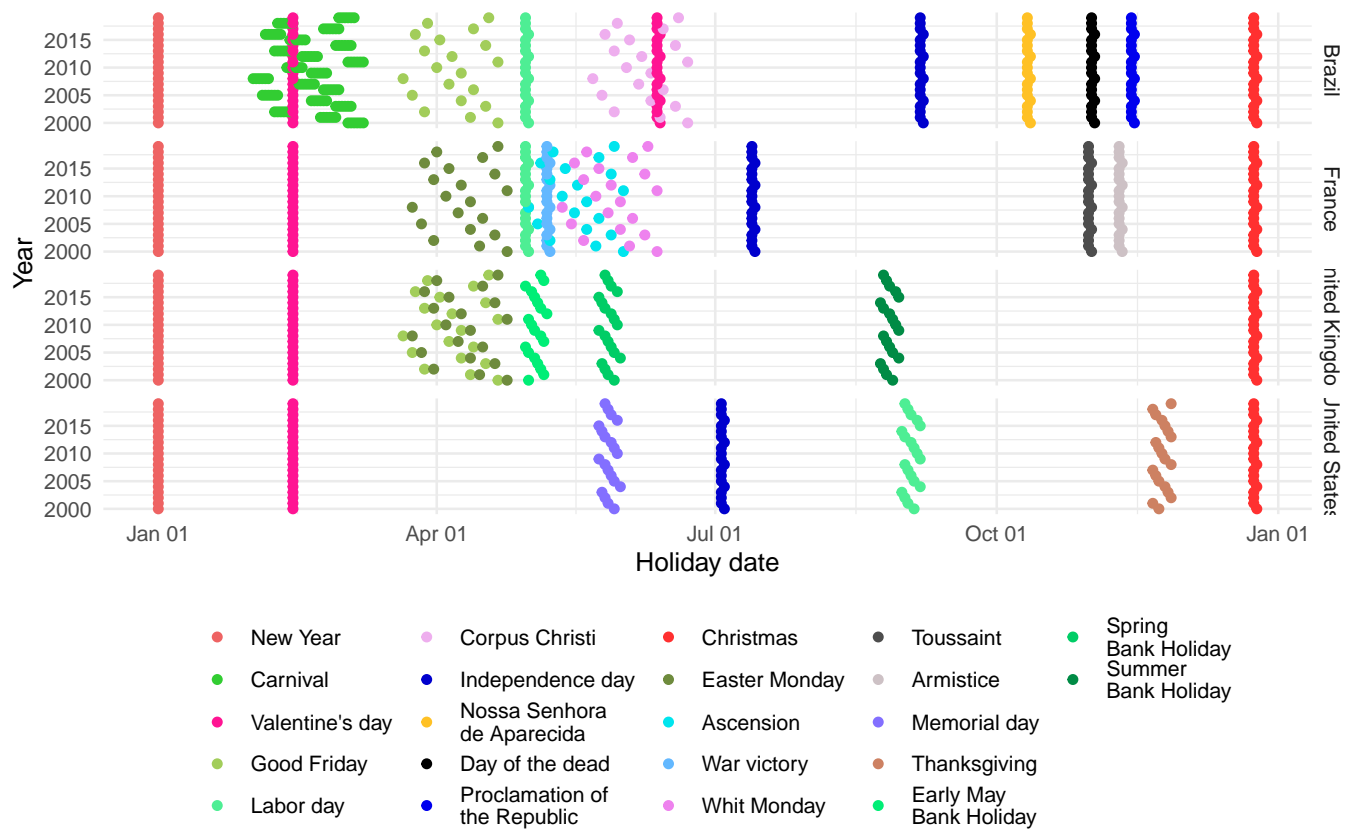 2015
2010
2005
2000
Brazil
2015
2010
2005
2000
France
2015
2010
2005
2000
nited Kingdo
2015
2010
2005
2000
United States
Year
Jan 01 Apr 01 Jul 01 Oct 01 Jan 01
Holiday date
New Year Corpus Christi Christmas Toussaint Spring
Bank Holiday
Carnival Independence day Easter Monday Armistice Summer
Bank Holiday
Valentine's day Nossa Senhora
de Aparecida Ascension Memorial day
Good Friday Day of the dead War victory Thanksgiving
Labor day Proclamation of
the Republic Whit Monday Early May
Bank Holiday